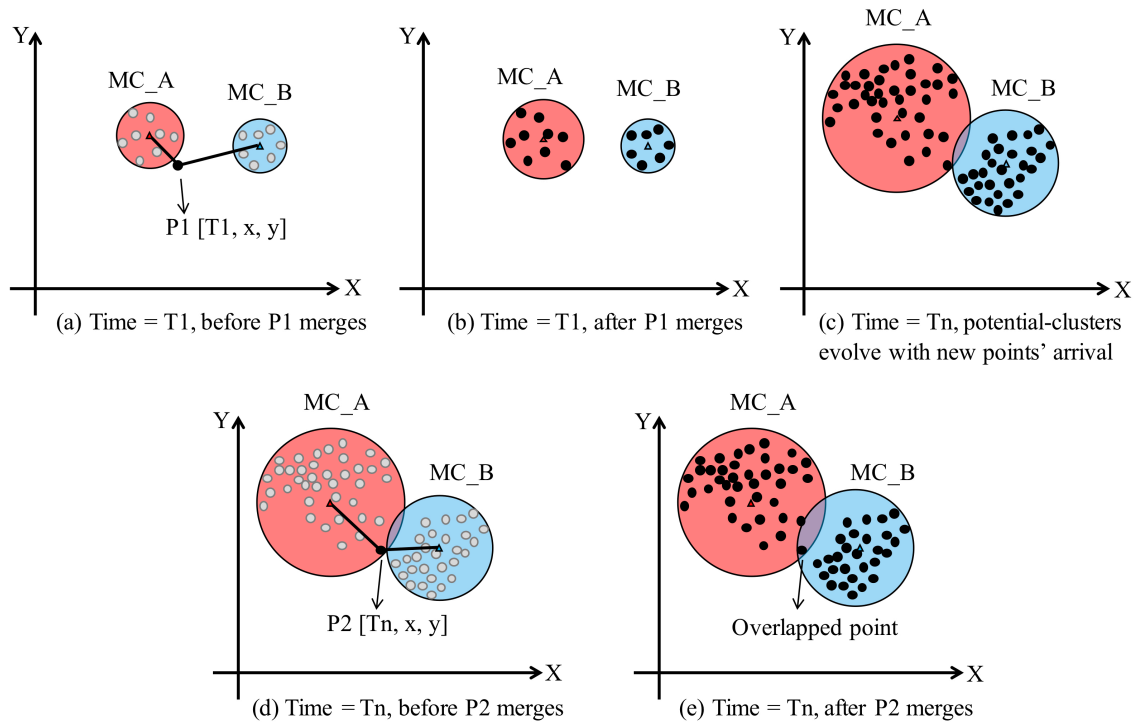 Y
MC_A
MC_B
P1 [T1, x, y]
X
(a) Time = T1, before P1 merges
Y
MC_A
MC_B
X
(b) Time = T1, after P1 merges
Y
MC_A
MC_B
X
(c) Time = Tn, potential-clusters
evolve with new points’ arrival
Y
MC_A
MC_B
P2 [Tn, x, y]
X
(d) Time = Tn, before P2 merges
Y
MC_A
MC_B
Overlapped point
X
(e) Time = Tn, after P2 merges